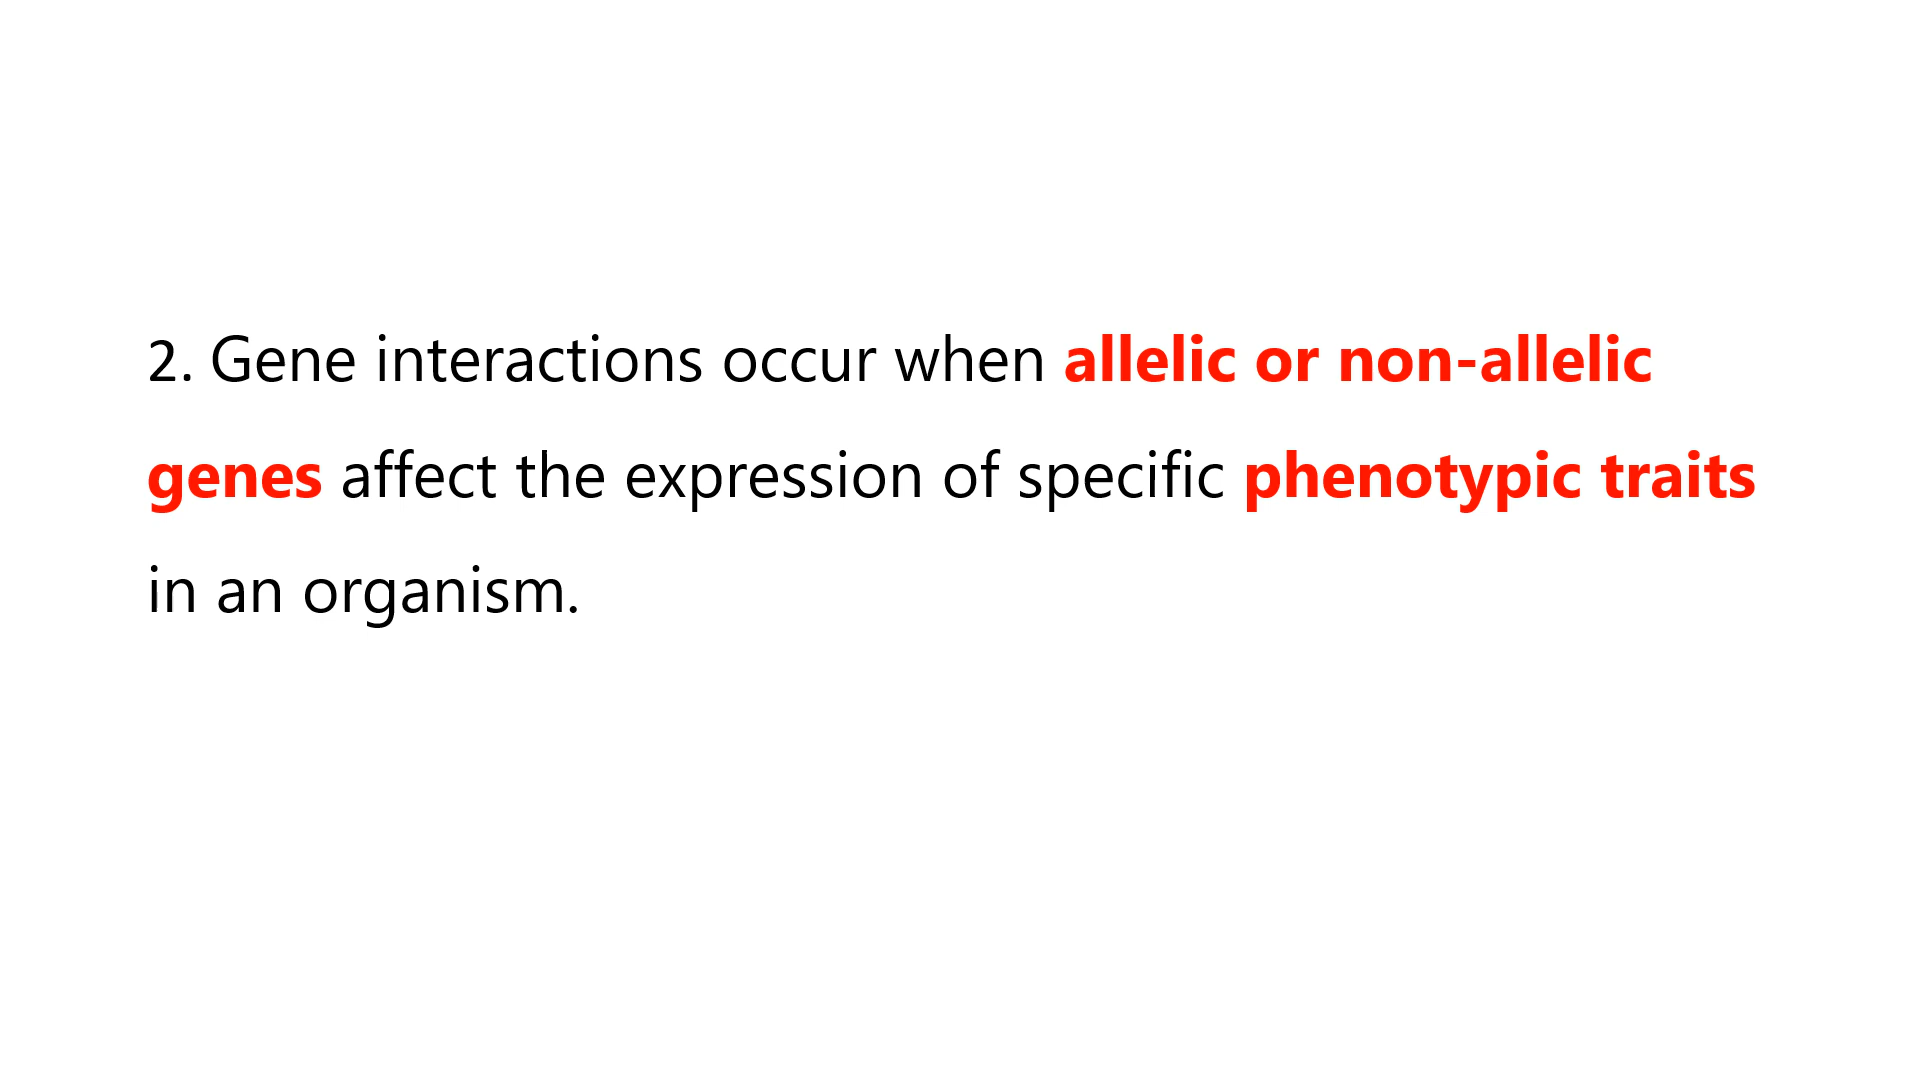 2. Gene interactions occur when allelic or non-allelic
genes affect the expression of specific phenotypic traits
in an organism.